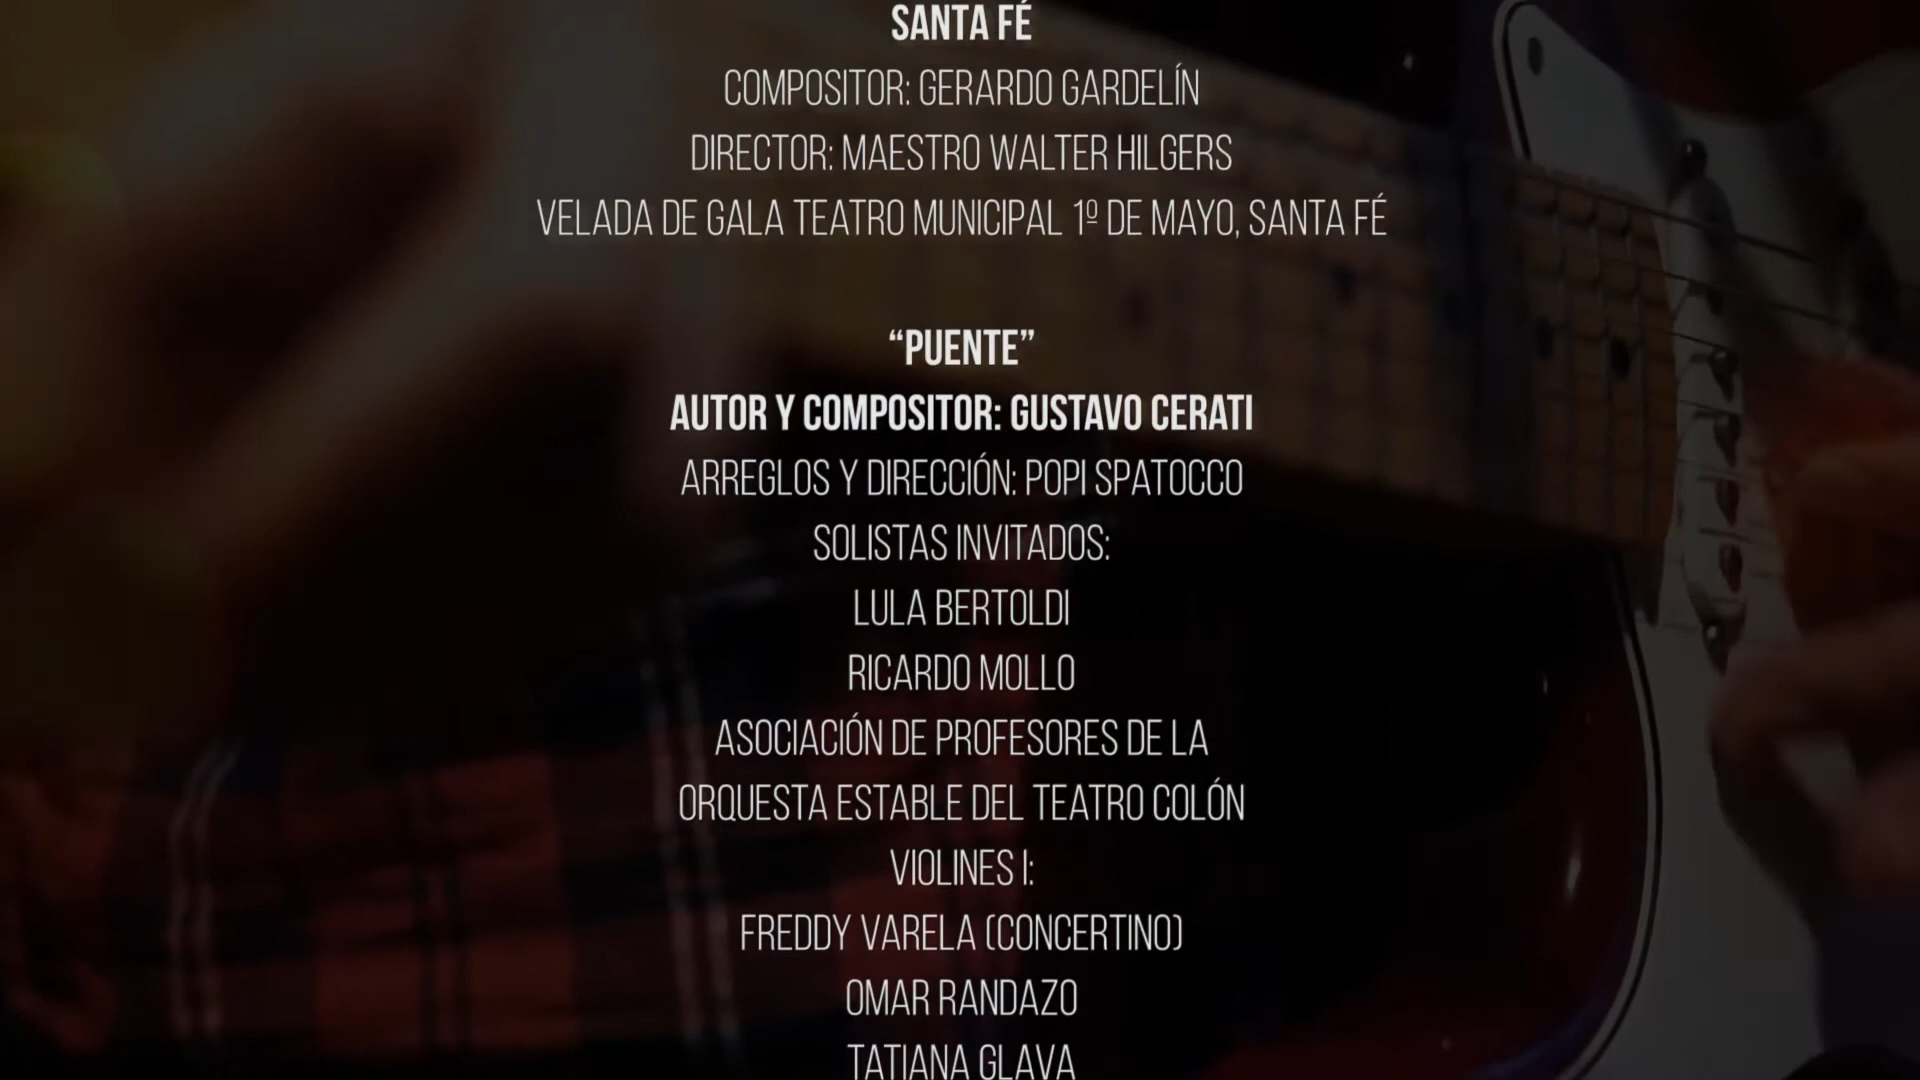 SANTA FÉ
COMPOSITOR: GERARDO GARDELÍN
DIRECTOR: MAESTRO WALTER HILGERS
VELADA DE GALA TEATRO MUNICIPAL 1º DE MAYO, SANTA FÉ
“PUENTE”
AUTOR Y COMPOSITOR: GUSTAVO CERATI
ARREGLOS Y DIRECCIÓN: POPI SPATOCCO
SOLISTAS INVITADOS:
LULA BERTOLDI
RICARDO MOLLO
ASOCIACIÓN DE PROFESORES DE LA
ORQUESTA ESTABLE DEL TEATRO COLÓN
VIOLINES I:
FREDDY VARELA (CONCERTINO)
OMAR RANDAZO
TATIANA GLAVA